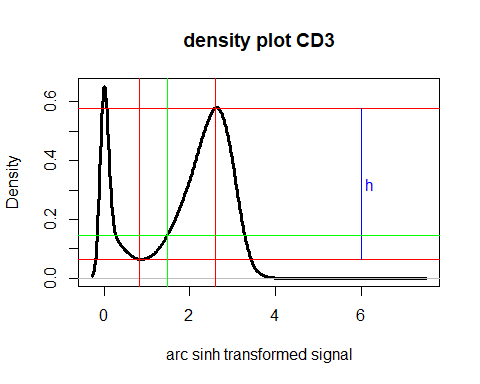 density plot CD3
Density
0.6
0.4
0.2
0.0
h
0 2 4 6
arc sinh transformed signal